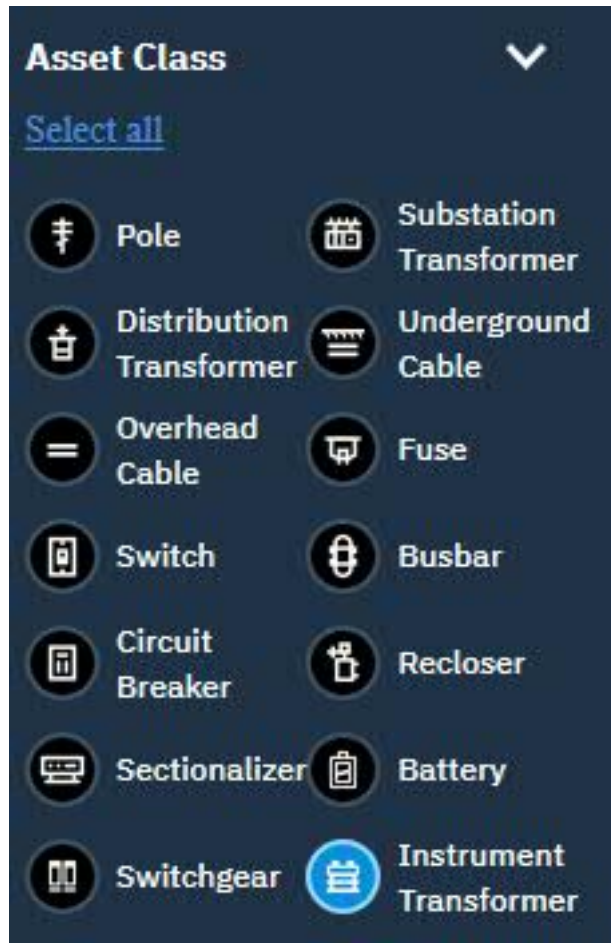 Asset Class
Select all
Pole
Substation
Transformer
Distribution
Transformer
Underground
Cable
Overhead
Cable
Fuse
Switch
Busbar
Circuit
Breaker
Recloser
Sectionalizer
Battery
Switchgear
Instrument
Transformer